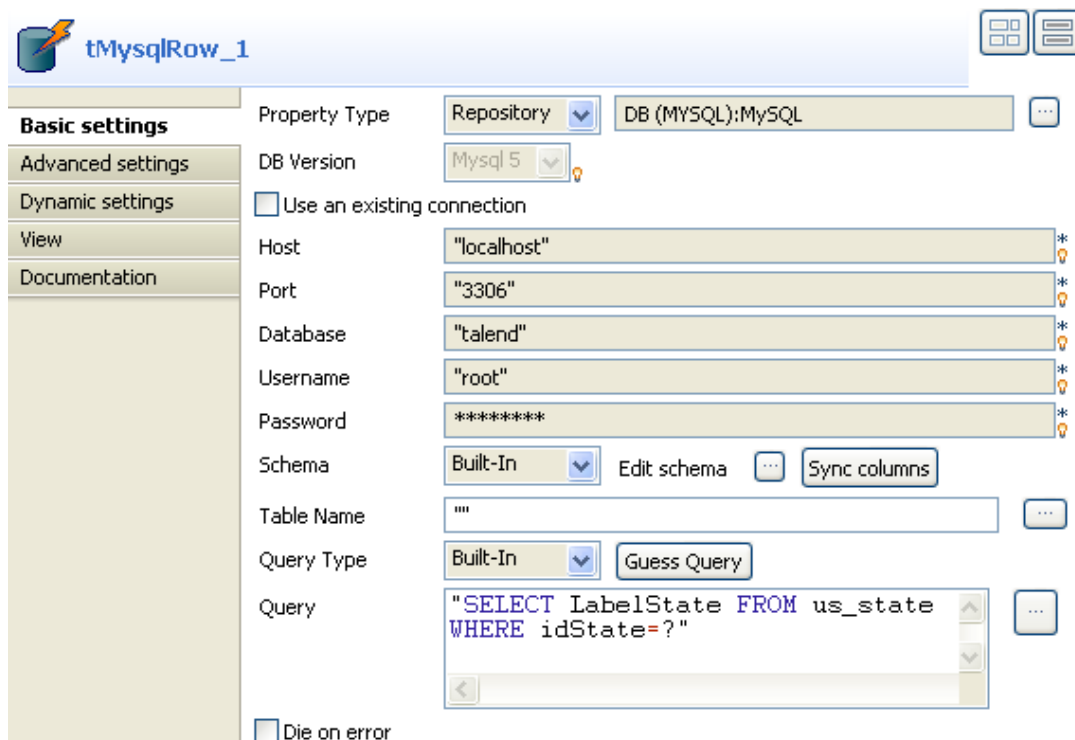 tMysqlRow_1
Basic settings
Advanced settings
Dynamic settings
View
Documentation
Property Type Repository DB (MYSQL):MySQL ...
DB Version Mysql 5
Use an existing connection
Host "localhost" *
Port "3306" *
Database "talend" *
Username "root" *
Password ******** *
Schema Built-In Edit schema ... Sync columns
Table Name "" ...
Query Type Built-In Guess Query
Query "SELECT LabelState FROM us_state ...
WHERE idState=?"
Die on error